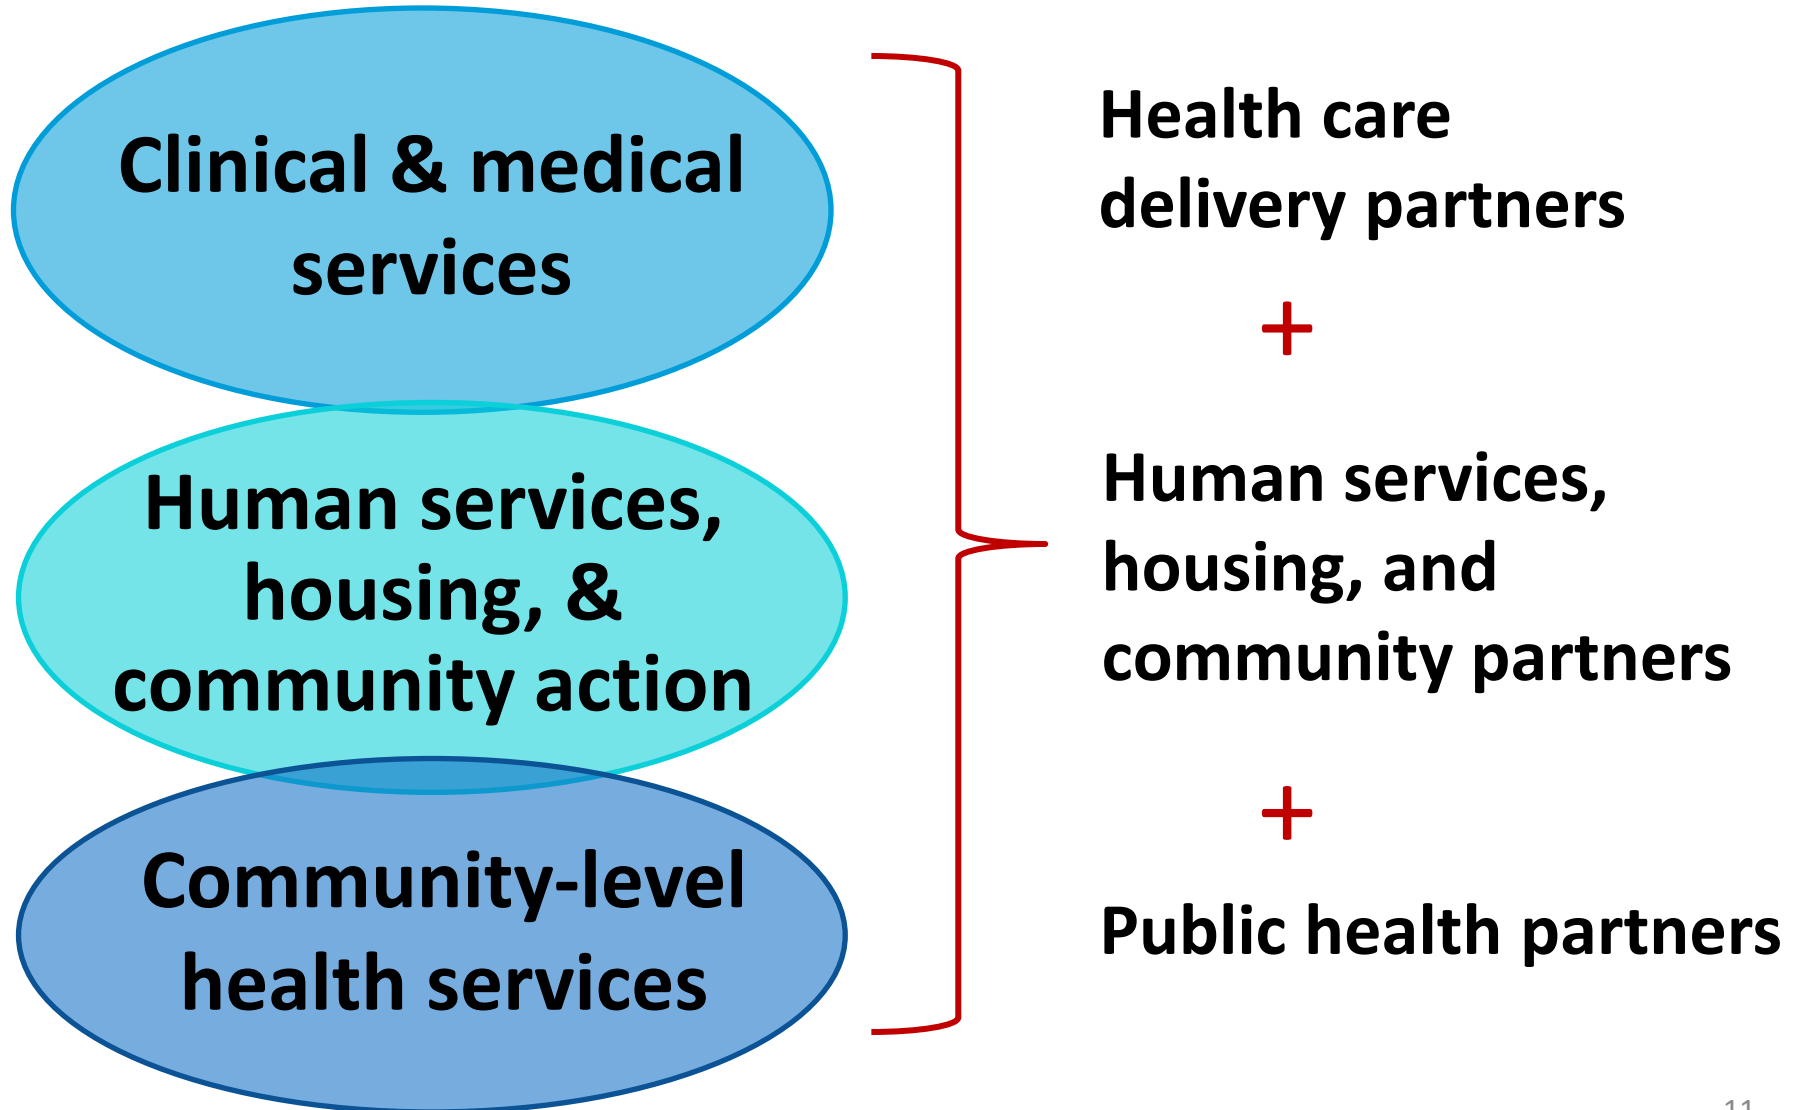 Clinical & medical
services
Human services,
housing, &
community action
Community-level
health services
Health care
delivery partners
+
Human services,
housing, and
community partners
+
Public health partners
11